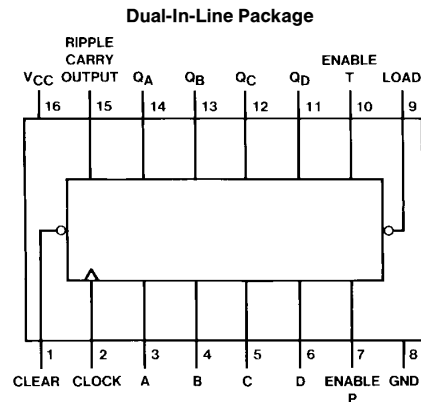 Dual-In-Line Package
RIPPLE
CARRY
OUTPUT
ENABLE
T
VCC QA QB QC QD LOAD
16 15 14 13 12 11 10 9
1 2 3 4 5 6 7 8
CLEAR CLOCK A B C D ENABLE GND
P